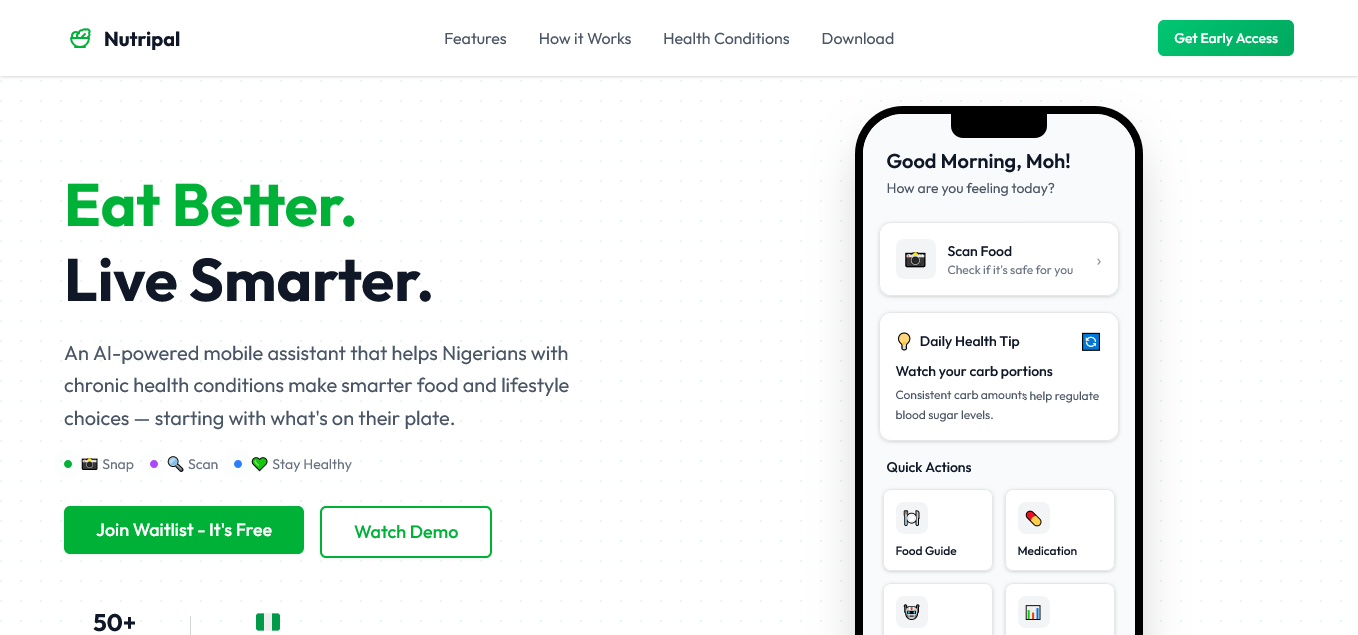 Nutripal
Features
How it Works
Health Conditions
Download
Get Early Access
Eat Better.
Live Smarter.
An AI-powered mobile assistant that helps Nigerians with
chronic health conditions make smarter food and lifestyle
choices — starting with what's on their plate.
Snap
Scan
Stay Healthy
Join Waitlist - It's Free
Watch Demo
50+
Good Morning, Moh!
How are you feeling today?
Scan Food
Check if it's safe for you
Daily Health Tip
Watch your carb portions
Consistent carb amounts help regulate
blood sugar levels.
Quick Actions
Food Guide
Medication